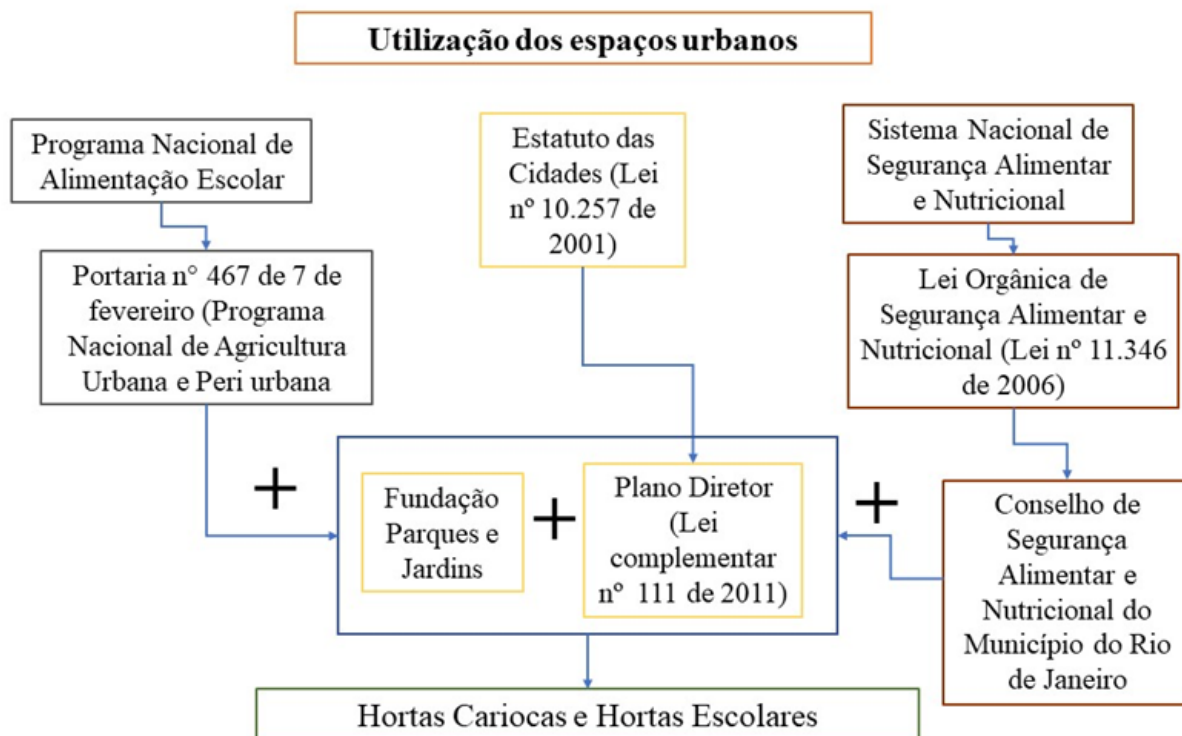 Utilização dos espaços urbanos
Programa Nacional de
Alimentação Escolar
Portaria n° 467 de 7 de
fevereiro (Programa
Nacional de Agricultura
Urbana e Peri urbana
Estatuto das
Cidades (Lei
nº 10.257 de
2001)
Sistema Nacional de
Segurança Alimentar
e Nutricional
Lei Orgânica de
Segurança Alimentar e
Nutricional (Lei nº 11.346
de 2006)
+
Fundação
Parques e
Jardins
+
Plano Diretor
(Lei
complementar
nº 111 de 2011)
+
Conselho de
Segurança
Alimentar e
Nutricional do
Município do Rio
de Janeiro
Hortas Cariocas e Hortas Escolares